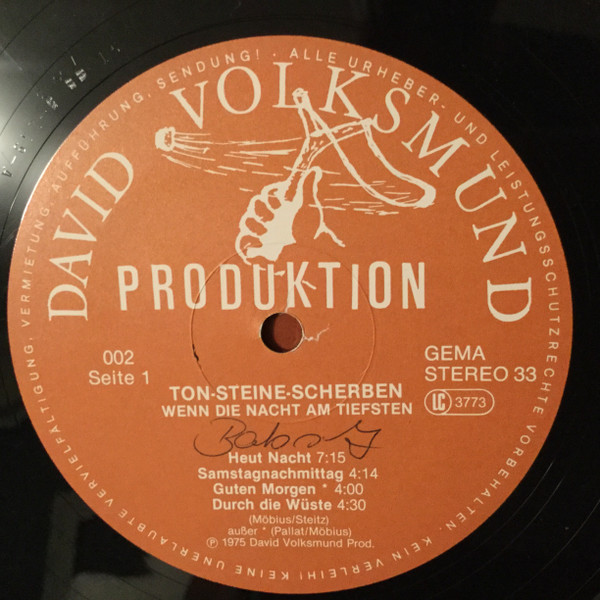 ALLE URHEBER- UND LEISTUNGSSCHUTZRECHTE VORBEHALTEN. KEIN VERLEIH! KEINE UNERLAUBTE VERVIELFÄLTIGUNG, VERMIETUNG, AUFFÜHRUNG, SENDUNG! ·
DAVID VOLKSMUND
PRODUKTION
002
Seite 1
GEMA
STEREO 33
LC 3773
TON-STEINE-SCHERBEN
WENN DIE NACHT AM TIEFSTEN
Heut Nacht 7:15
Samstagnachmittag 4:14
Guten Morgen * 4:00
Durch die Wüste 4:30
(Möbius/Steitz)
außer * (Pallat/Möbius)
Ⓟ 1975 David Volksmund Prod.